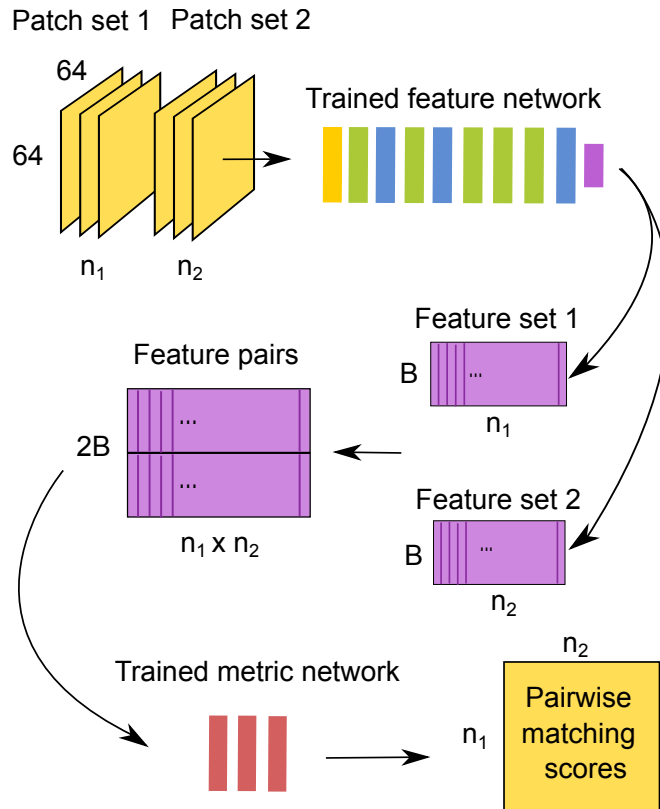 Patch set 1 Patch set 2
64
64
n₁ n₂
Trained feature network
Feature set 1
B
...
n₁
Feature pairs
2B
...
...
n₁ x n₂
Feature set 2
B
...
n₂
Trained metric network
n₂
n₁
Pairwise
matching
scores